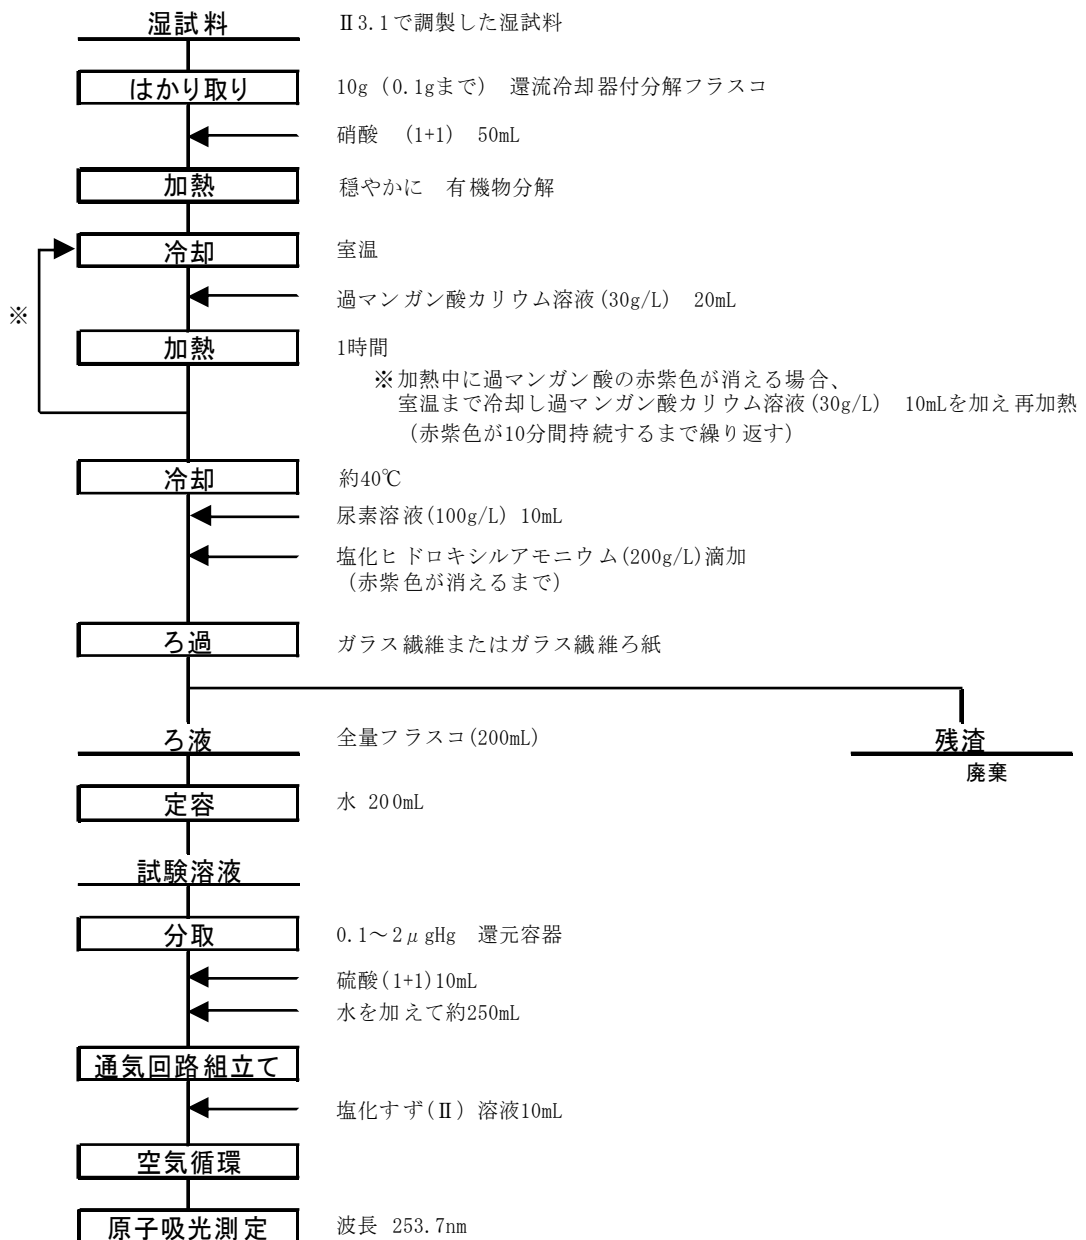 湿試料 Ⅱ3.1で調製した湿試料
はかり取り 10g (0.1gまで) 還流冷却器付分解フラスコ
硝酸 (1+1) 50mL
加熱 穏やかに 有機物分解
冷却 室温
過マンガン酸カリウム溶液(30g/L) 20mL
※
加熱 1時間
※加熱中に過マンガン酸の赤紫色が消える場合、
室温まで冷却し過マンガン酸カリウム溶液(30g/L) 10mLを加え再加熱
(赤紫色が10分間持続するまで繰り返す)
冷却 約40℃
尿素溶液(100g/L) 10mL
塩化ヒドロキシルアモニウム(200g/L)滴加
(赤紫色が消えるまで)
ろ過 ガラス繊維またはガラス繊維ろ紙
ろ液 全量フラスコ(200mL) 残渣
廃棄
定容 水 200mL
試験溶液
分取 0.1～2μgHg 還元容器
硫酸(1+1)10mL
水を加えて約250mL
通気回路組立て
塩化すず(Ⅱ) 溶液10mL
空気循環
原子吸光測定 波長 253.7nm